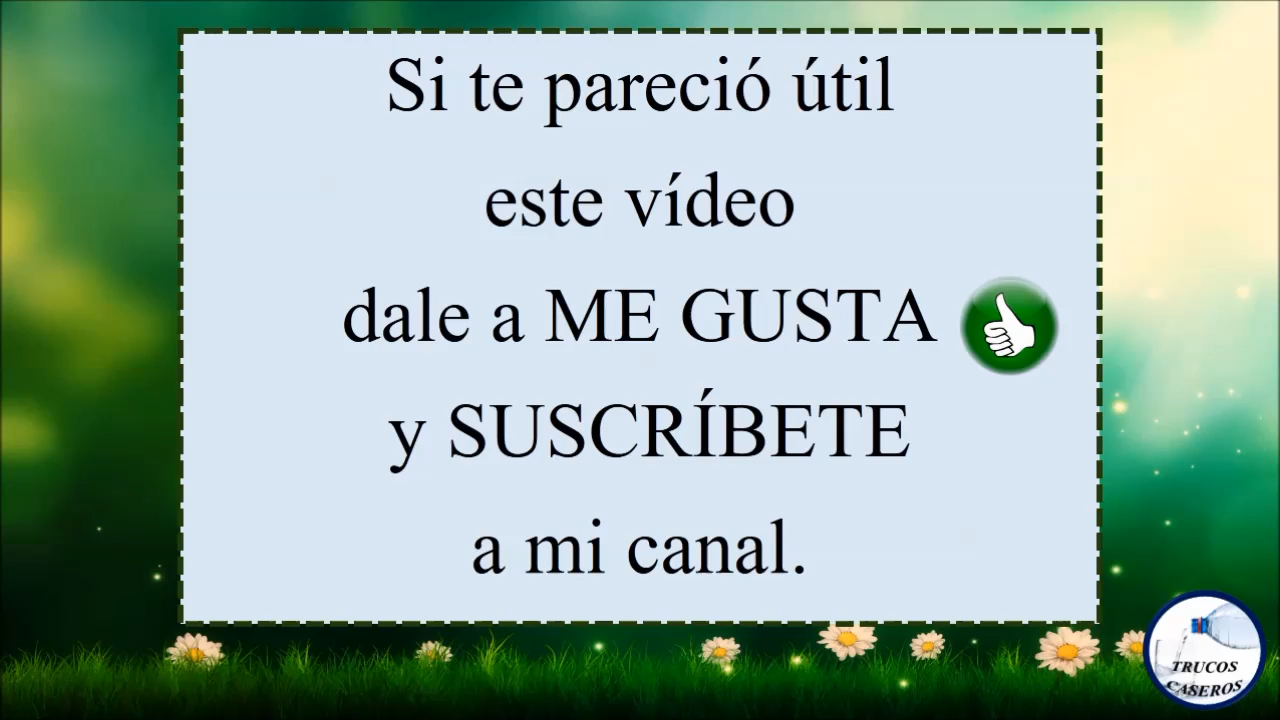 Si te pareció útil
este vídeo
dale a ME GUSTA
y SUSCRÍBETE
a mi canal.
TRUCOS
CASEROS